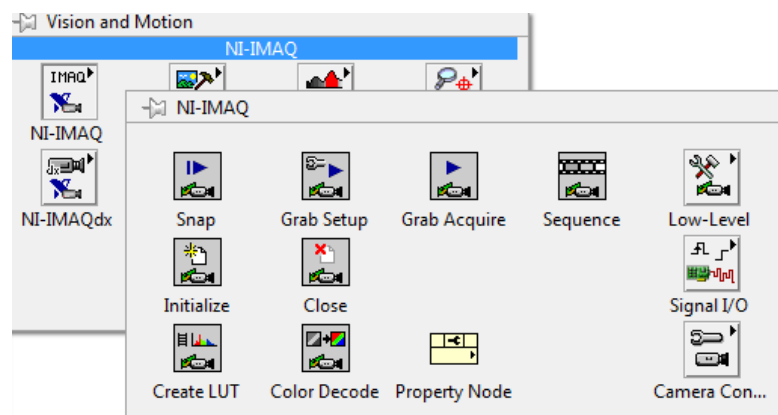 Vision and Motion
NI-IMAQ
IMAQ
NI-IMAQ
NI-IMAQdx
NI-IMAQ
Snap Grab Setup Grab Acquire Sequence Low-Level
Initialize Close Signal I/O
Create LUT Color Decode Property Node Camera Con...